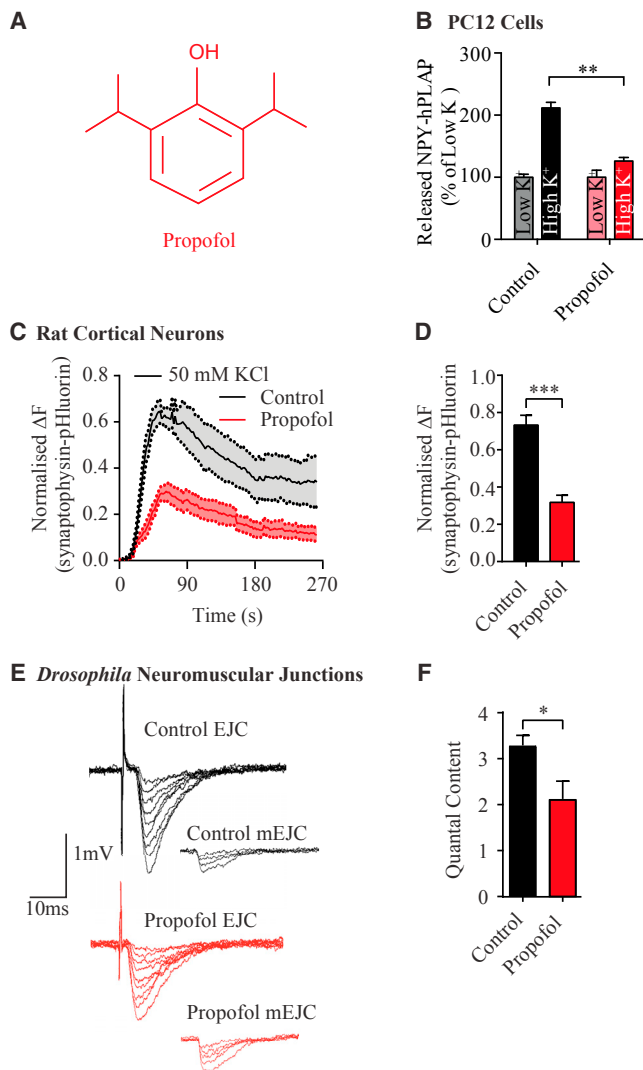 A
OH
Propofol
B PC12 Cells
Released NPY-hPLAP
(% of Low K⁺)
300
200
100
0
**
Low K⁺
High K⁺
Low K⁺
High K⁺
Control
Propofol
C Rat Cortical Neurons
Normalised ΔF
(synaptophysin-pHluorin)
0.8
0.6
0.4
0.2
0.0
50 mM KCl
Control
Propofol
0 90 180 270
Time (s)
D
Normalised ΔF
(synaptophysin-pHluorin)
1.0
0.8
0.6
0.4
0.2
0.0
***
Control
Propofol
E Drosophila Neuromuscular Junctions
Control EJC
Control mEJC
1mV
10ms
Propofol EJC
Propofol mEJC
F
Quantal Content
4
3
2
1
0
*
Control
Propofol